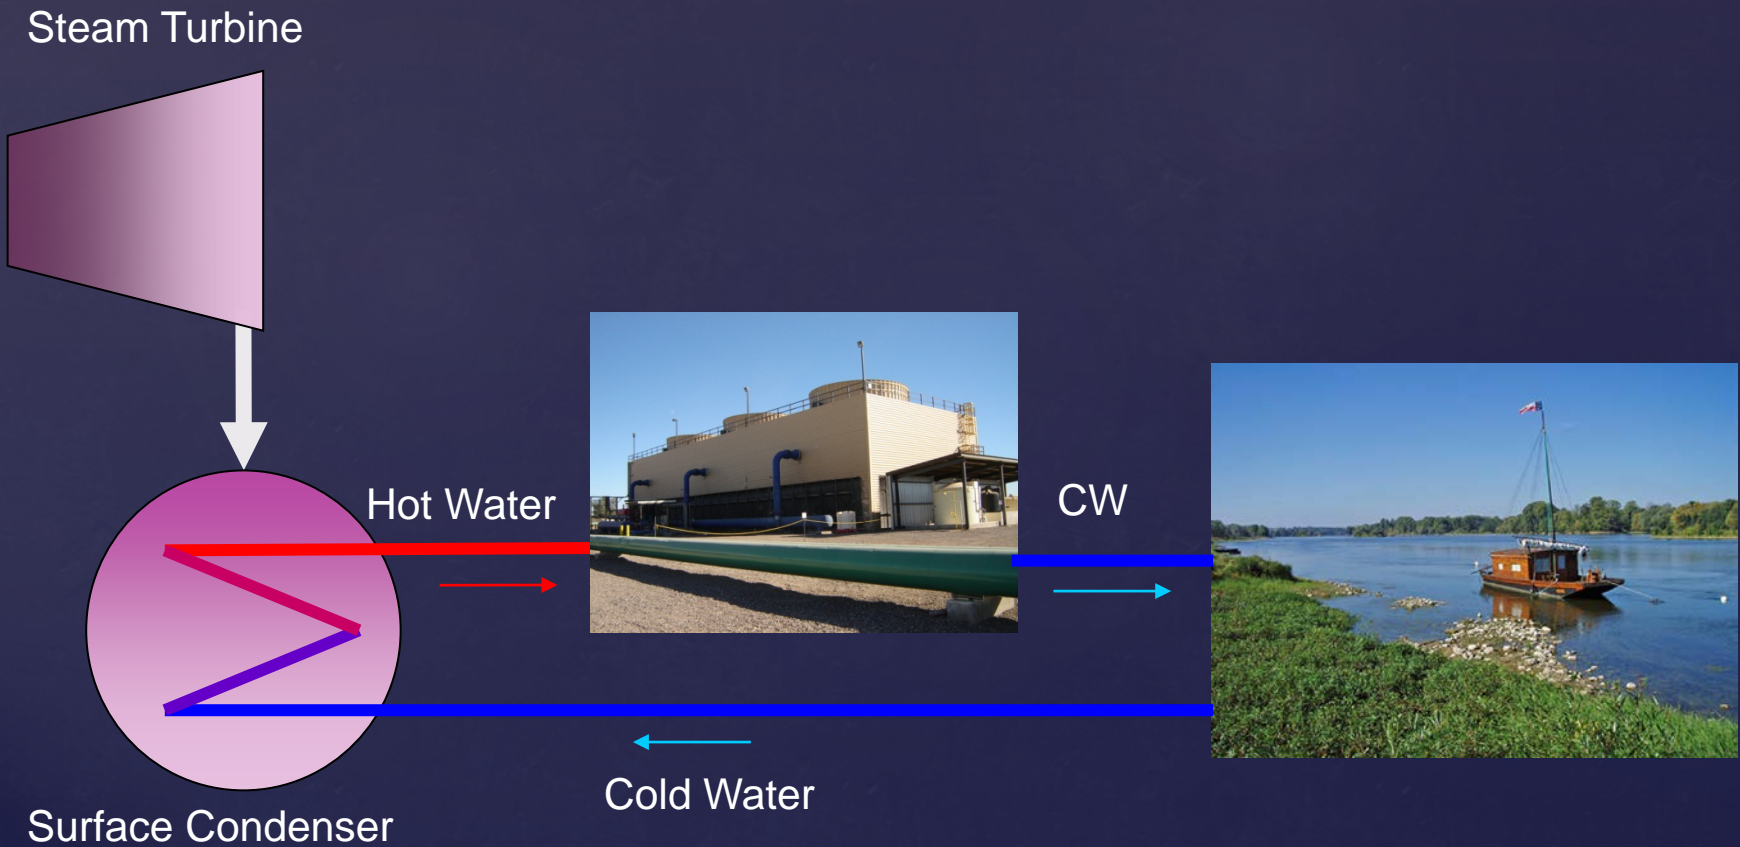 Steam Turbine
Hot Water
CW
Cold Water
Surface Condenser